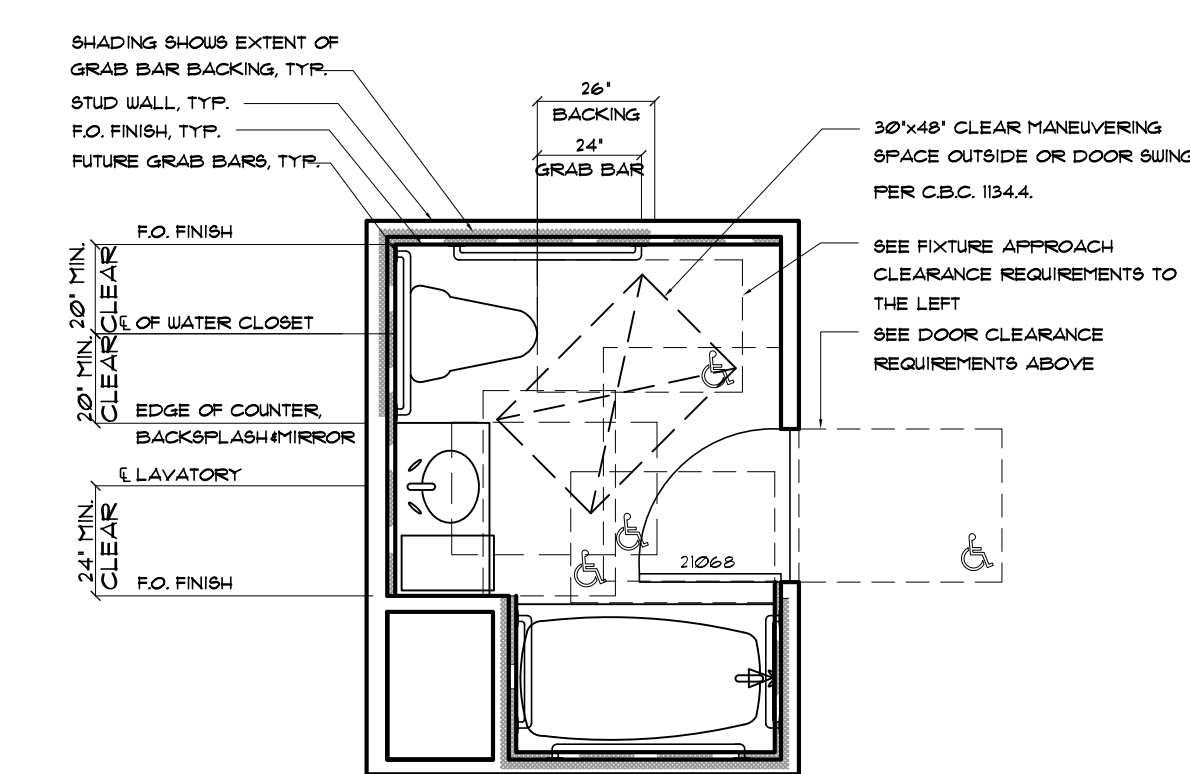 SHADING SHOWS EXTENT OF
GRAB BAR BACKING, TYP.
STUD WALL, TYP.
F.O. FINISH, TYP.
FUTURE GRAB BARS, TYP.
26"
BACKING
24"
GRAB BAR
30"x48" CLEAR MANEUVERING
SPACE OUTSIDE OR DOOR SWING
PER C.B.C. 1134.4.
SEE FIXTURE APPROACH
CLEARANCE REQUIREMENTS TO
THE LEFT
SEE DOOR CLEARANCE
REQUIREMENTS ABOVE
F.O. FINISH
20" MIN.
CLEAR
℄ OF WATER CLOSET
20" MIN.
CLEAR
EDGE OF COUNTER,
BACKSPLASH&MIRROR
℄ LAVATORY
24" MIN.
CLEAR
F.O. FINISH
21068